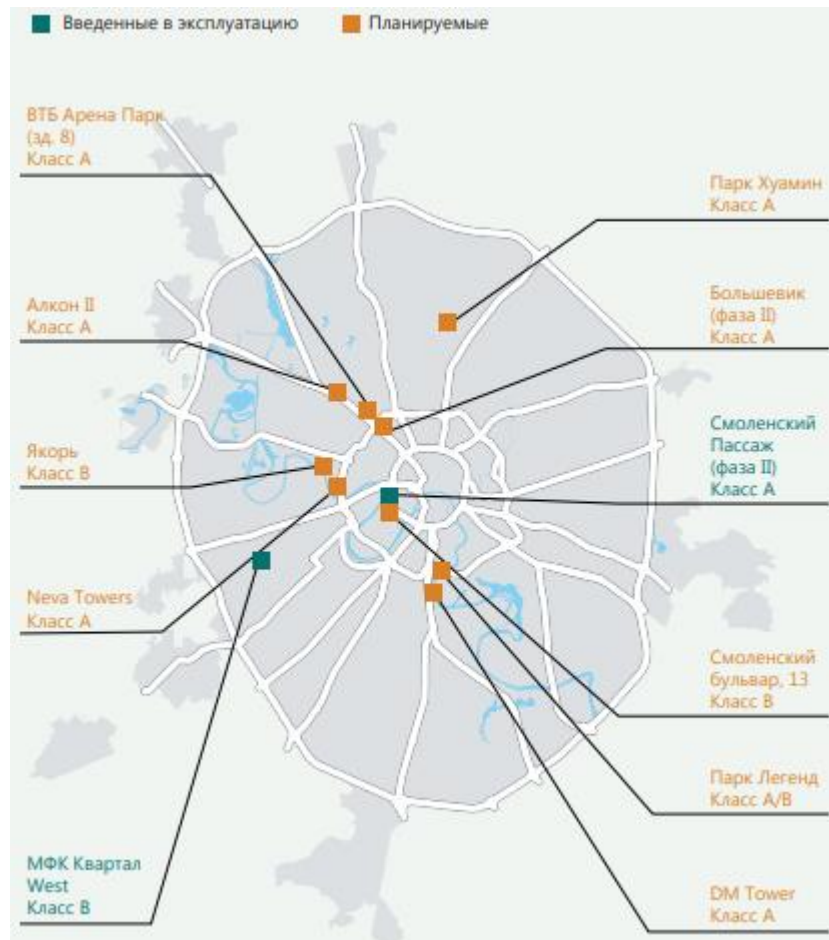 Введенные в эксплуатацию
Планируемые
ВТБ Арена Парк
(зд. 8)
Класс A
Парк Хуамин
Класс A
Алкон II
Класс A
Большевик
(фаза II)
Класс A
Якорь
Класс B
Смоленский
Пассаж
(фаза II)
Класс A
Neva Towers
Класс A
Смоленский
бульвар, 13
Класс B
Парк Легенд
Класс A/B
МФК Квартал
West
Класс B
DM Tower
Класс A